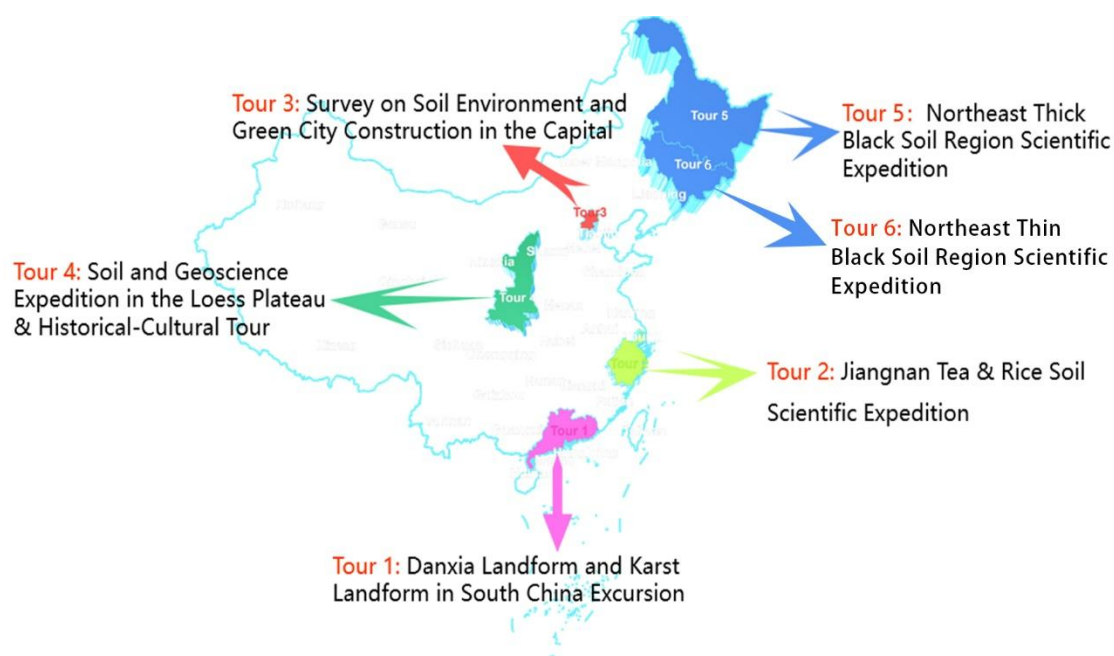 Tour 3: Survey on Soil Environment and
Green City Construction in the Capital
Tour 5: Northeast Thick
Black Soil Region Scientific
Expedition
Tour 5
Tour 6
Tour3
Tour 6: Northeast Thin
Black Soil Region Scientific
Expedition
Tour 4: Soil and Geoscience
Expedition in the Loess Plateau
& Historical-Cultural Tour
Tour
Tour
Tour 2: Jiangnan Tea & Rice Soil
Scientific Expedition
Tour 1
Tour 1: Danxia Landform and Karst
Landform in South China Excursion